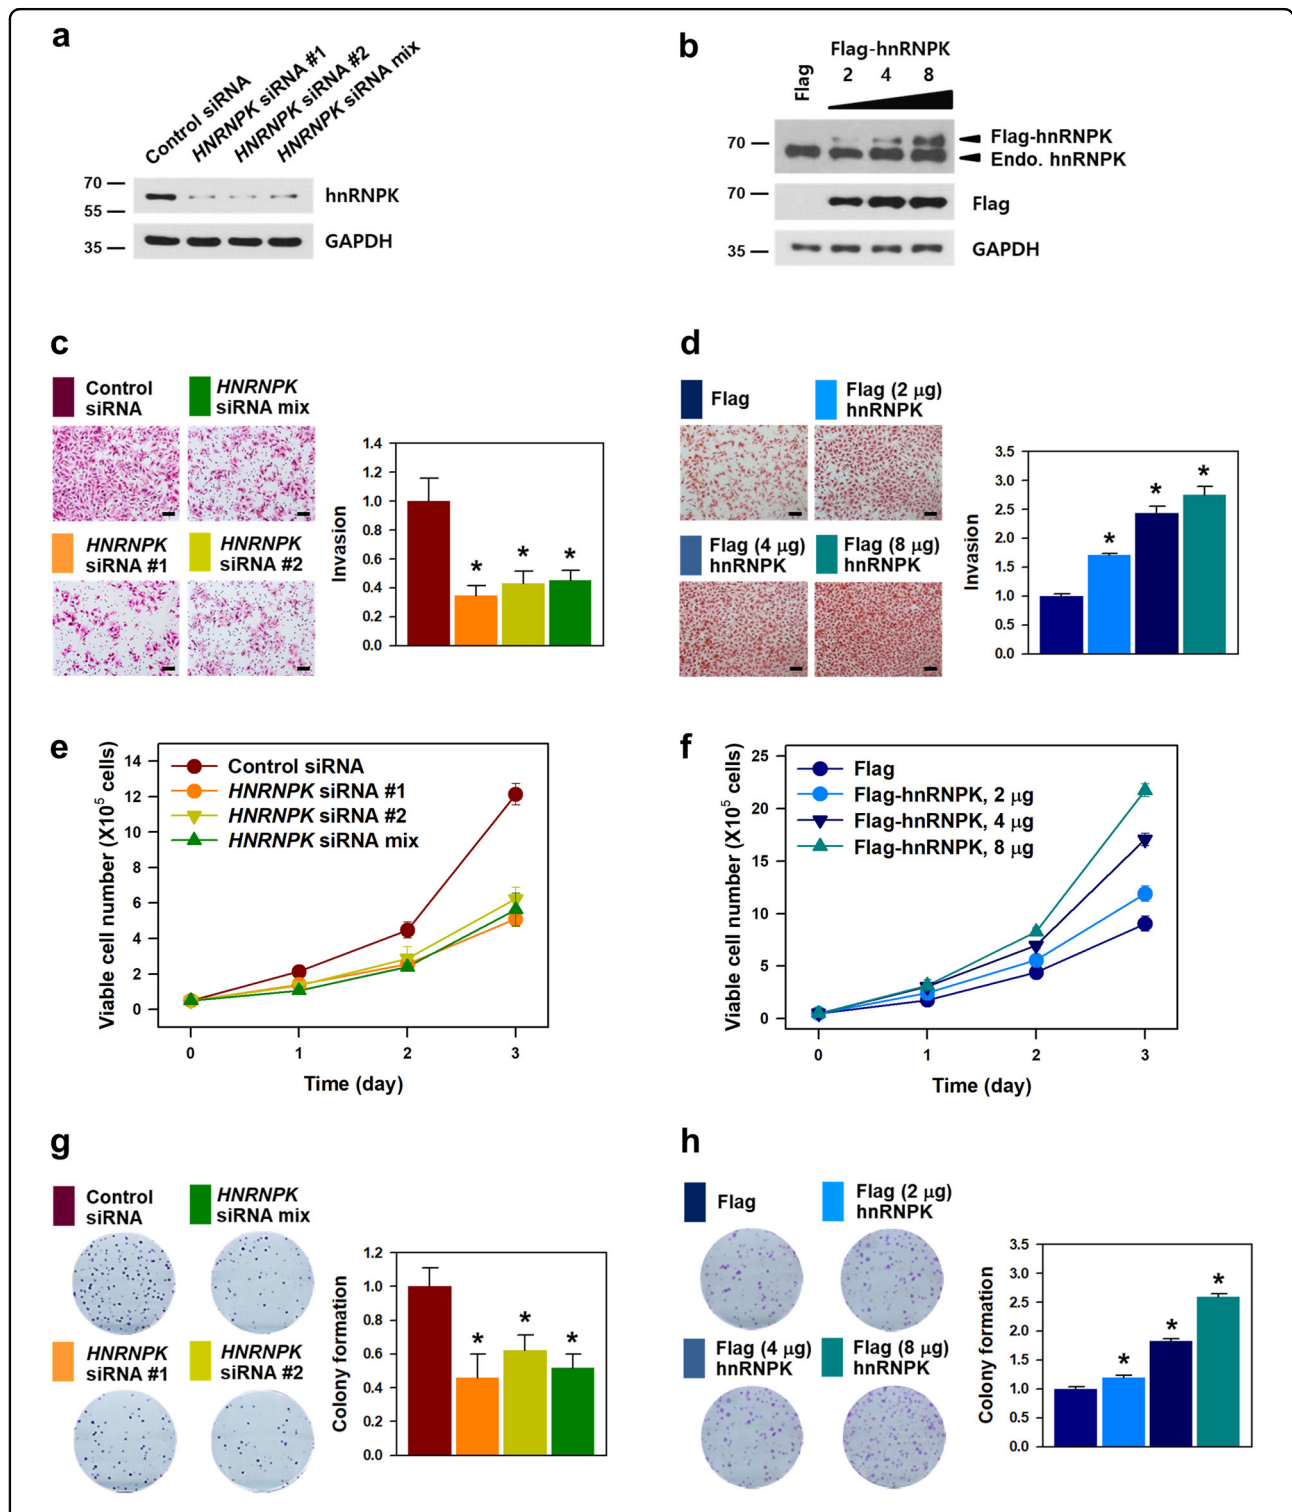 a
Control siRNA
HNRNPK siRNA #1
HNRNPK siRNA #2
HNRNPK siRNA mix
70
55
35
hnRNPK
GAPDH
b
Flag
Flag-hnRNPK
2 4 8
70
Flag-hnRNPK
Endo. hnRNPK
70
Flag
35
GAPDH
c
Control
siRNA
HNRNPK
siRNA mix
HNRNPK
siRNA #1
HNRNPK
siRNA #2
Invasion
1.4
1.2
1.0
0.8
0.6
0.4
0.2
0.0
* * *
d
Flag
Flag (2 μg)
hnRNPK
Flag (4 μg)
hnRNPK
Flag (8 μg)
hnRNPK
Invasion
3.5
3.0
2.5
2.0
1.5
1.0
0.5
0.0
* * *
e
Viable cell number (X10⁵ cells)
14
12
10
8
6
4
2
0
Control siRNA
HNRNPK siRNA #1
HNRNPK siRNA #2
HNRNPK siRNA mix
0 1 2 3
Time (day)
f
Viable cell number (X10⁵ cells)
25
20
15
10
5
0
Flag
Flag-hnRNPK, 2 μg
Flag-hnRNPK, 4 μg
Flag-hnRNPK, 8 μg
0 1 2 3
Time (day)
g
Control
siRNA
HNRNPK
siRNA mix
HNRNPK
siRNA #1
HNRNPK
siRNA #2
Colony formation
1.2
1.0
0.8
0.6
0.4
0.2
0.0
* * *
h
Flag
Flag (2 μg)
hnRNPK
Flag (4 μg)
hnRNPK
Flag (8 μg)
hnRNPK
Colony formation
3.5
3.0
2.5
2.0
1.5
1.0
0.5
0.0
* * *